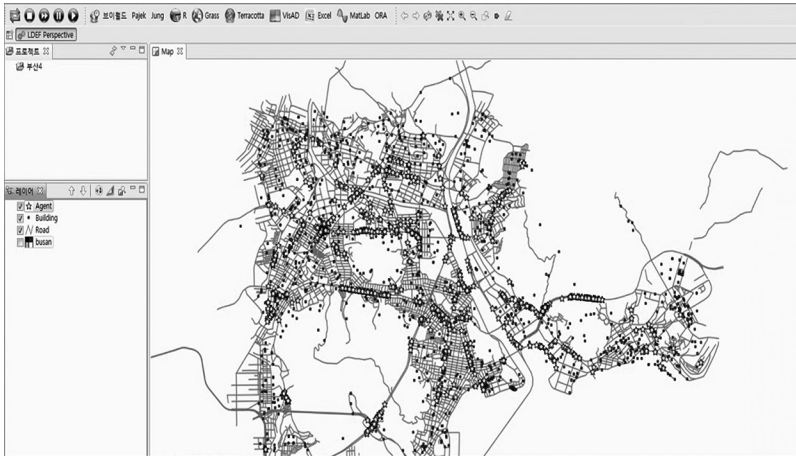 브이월드 Pajek Jung R Grass Terracotta VisAD Excel MatLab ORA
LDEF Perspective
프로젝트
Map
부산4
레이어
Agent
Building
Road
busan